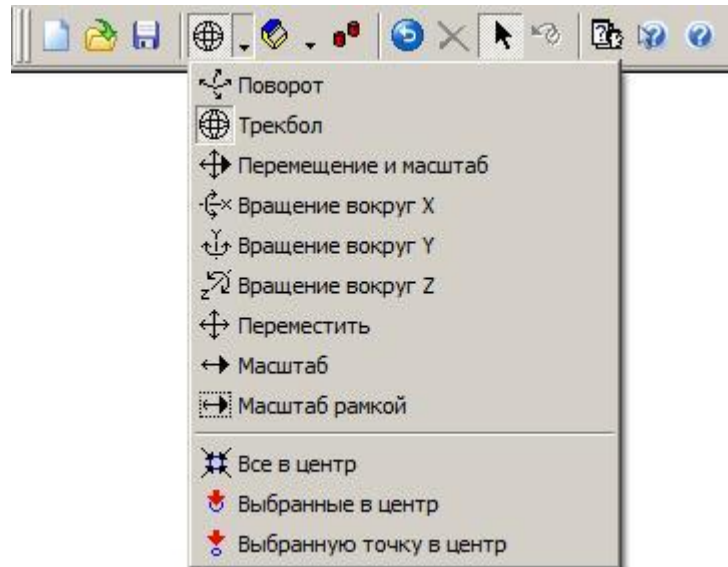 Поворот
Трекбол
Перемещение и масштаб
Вращение вокруг X
Вращение вокруг Y
Вращение вокруг Z
Переместить
Масштаб
Масштаб рамкой
Все в центр
Выбранные в центр
Выбранную точку в центр